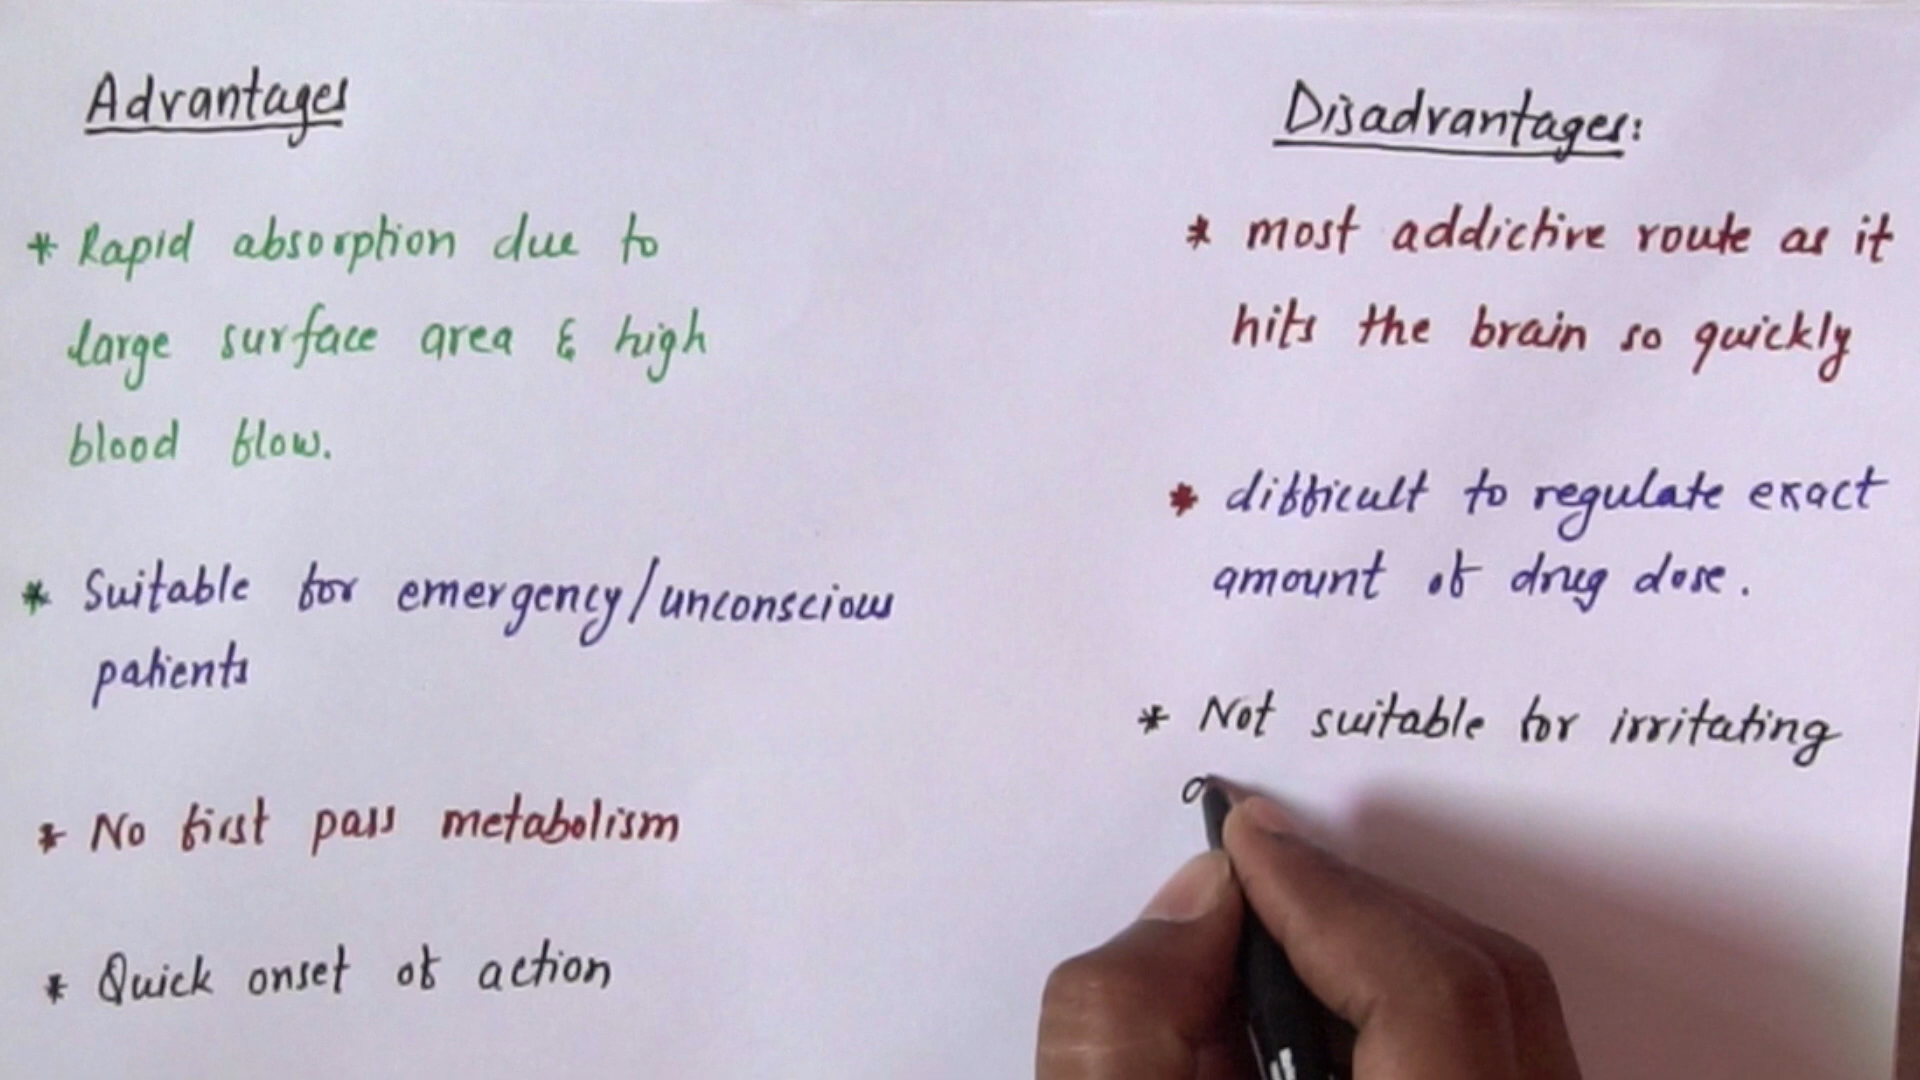 Advantages
* Rapid absorption due to
large surface area & high
blood flow.
* Suitable for emergency/unconscious
patients
* No first pass metabolism
* Quick onset of action
Disadvantages:
* most addictive route as it
hits the brain so quickly
* difficult to regulate exact
amount of drug dose.
* Not suitable for irritating